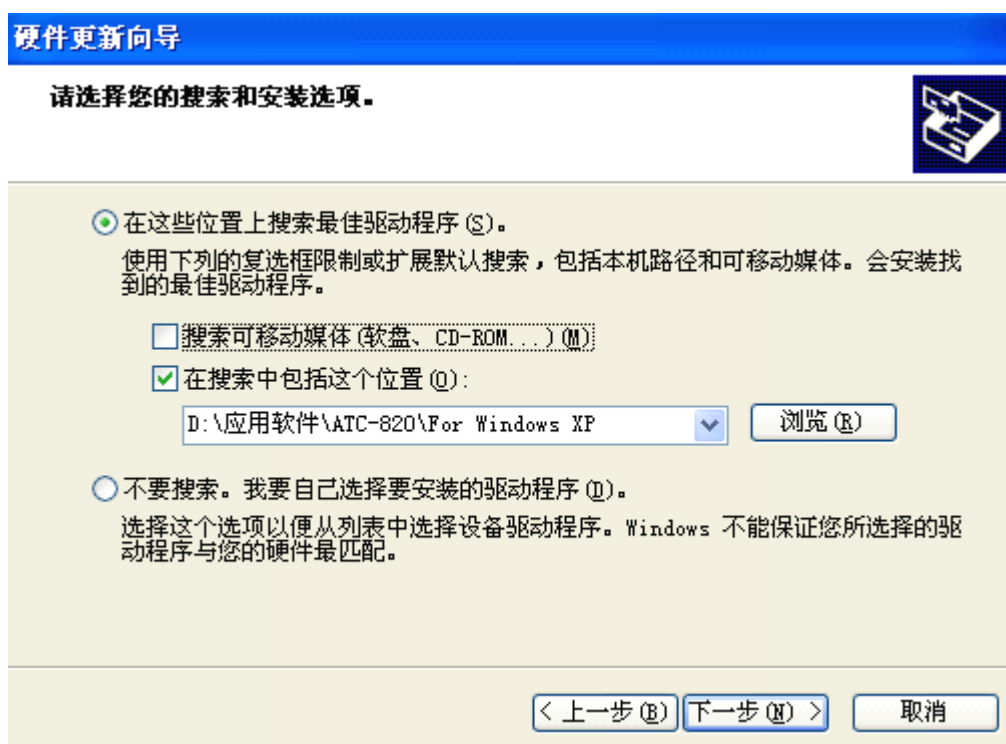 硬件更新向导
请选择您的搜索和安装选项。
在这些位置上搜索最佳驱动程序(S)。
使用下列的复选框限制或扩展默认搜索，包括本机路径和可移动媒体。会安装找
到的最佳驱动程序。
搜索可移动媒体(软盘、CD-ROM...)(M)
在搜索中包括这个位置(O):
D:\应用软件\ATC-820\For Windows XP
浏览(R)
不要搜索。我要自己选择要安装的驱动程序(D)。
选择这个选项以便从列表中选择设备驱动程序。Windows 不能保证您所选择的驱
动程序与您的硬件最匹配。
< 上一步(B) 下一步(N) > 取消